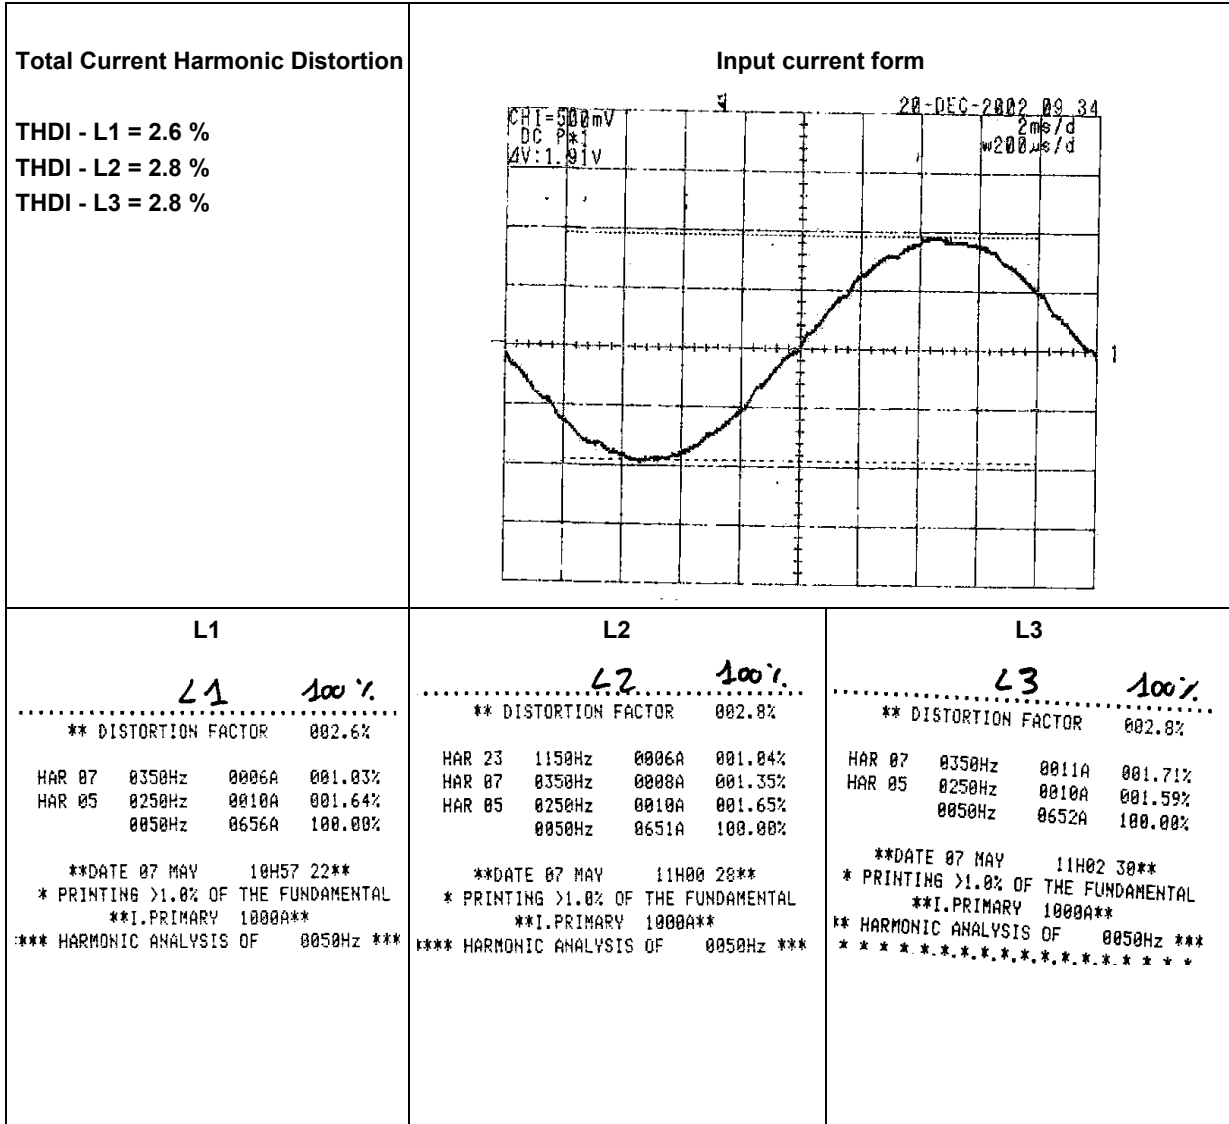 Total Current Harmonic Distortion
THDI - L1 = 2.6 %
THDI - L2 = 2.8 %
THDI - L3 = 2.8 %
Input current form
20-DEC-2002 09 34
CH1=500mV
DC P*1
ΔV:1.91V
2ms/d
w200µs/d
1
L1
L1 100 %
** DISTORTION FACTOR 002.6%
HAR 07 0350Hz 0006A 001.03%
HAR 05 0250Hz 0010A 001.64%
0050Hz 0656A 100.00%
**DATE 07 MAY 10H57 22**
* PRINTING >1.0% OF THE FUNDAMENTAL
**I.PRIMARY 1000A**
*** HARMONIC ANALYSIS OF 0050Hz ***
L2
L2 100 %
** DISTORTION FACTOR 002.8%
HAR 23 1150Hz 0006A 001.04%
HAR 07 0350Hz 0008A 001.35%
HAR 05 0250Hz 0010A 001.65%
0050Hz 0651A 100.00%
**DATE 07 MAY 11H00 28**
* PRINTING >1.0% OF THE FUNDAMENTAL
**I.PRIMARY 1000A**
**** HARMONIC ANALYSIS OF 0050Hz ***
L3
L3 100 %
** DISTORTION FACTOR 002.8%
HAR 07 0350Hz 0011A 001.71%
HAR 05 0250Hz 0010A 001.59%
0050Hz 0652A 100.00%
**DATE 07 MAY 11H02 30**
* PRINTING >1.0% OF THE FUNDAMENTAL
**I.PRIMARY 1000A**
** HARMONIC ANALYSIS OF 0050Hz ***
* * * * * * * * * * * * * * * * * *